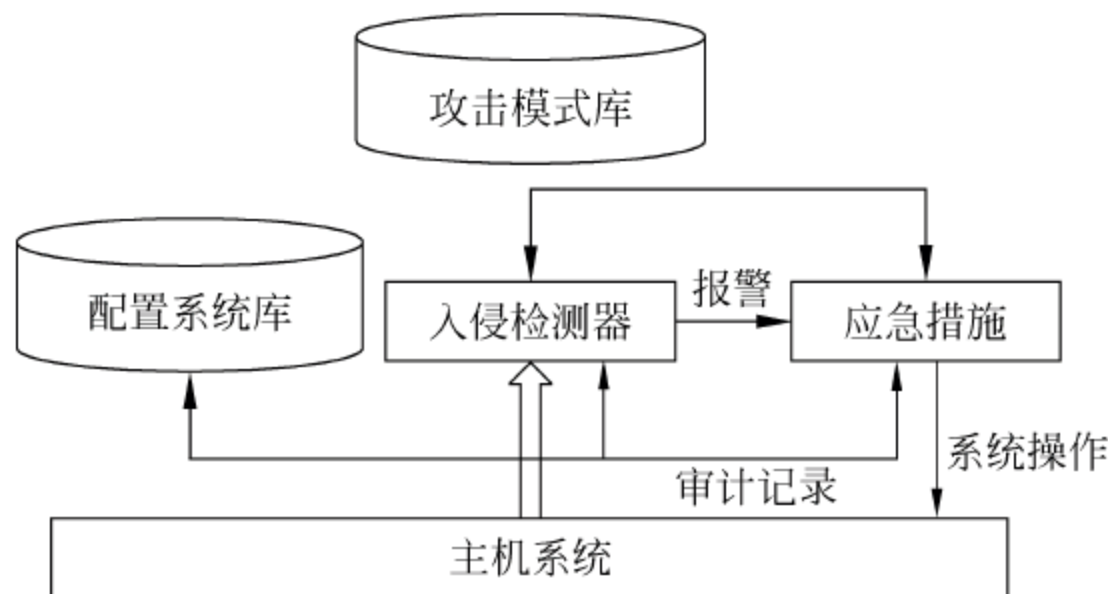 攻击模式库
配置系统库
入侵检测器
报警
应急措施
系统操作
审计记录
主机系统